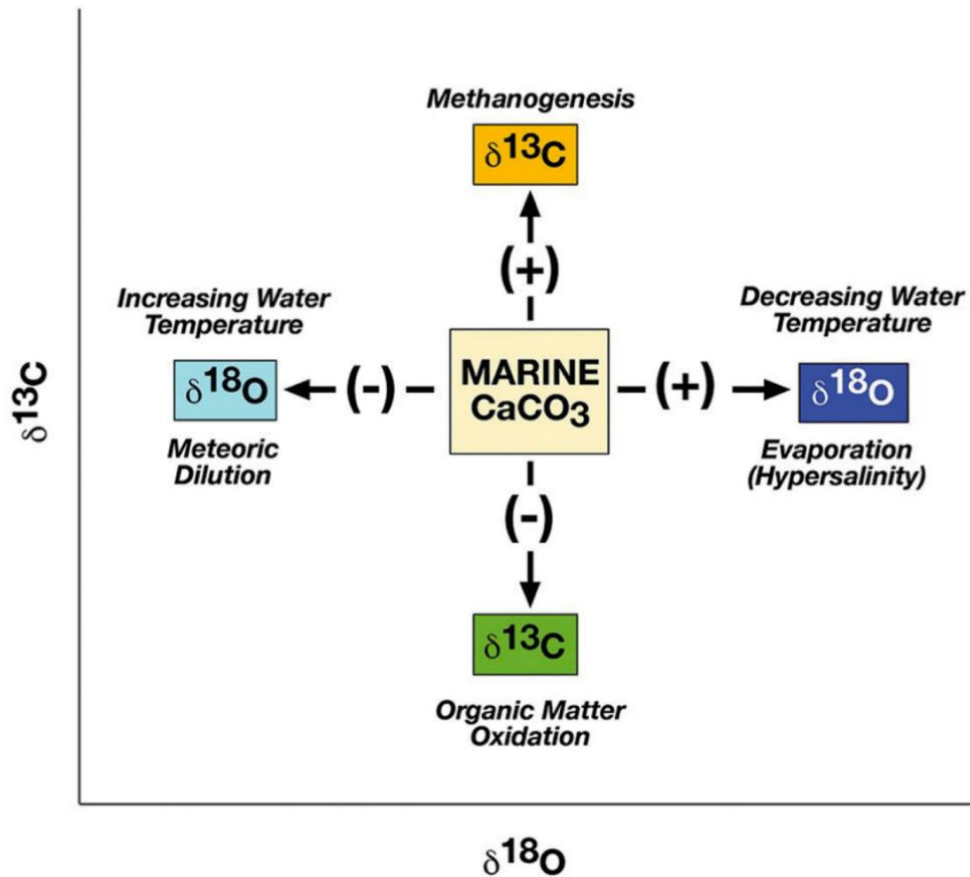 Methanogenesis
δ13C
(+)
Increasing Water
Temperature
Decreasing Water
Temperature
δ18O
(-)
MARINE
CaCO3
(+)
δ18O
Meteoric
Dilution
Evaporation
(Hypersalinity)
(-)
δ13C
Organic Matter
Oxidation
δ13C
δ18O